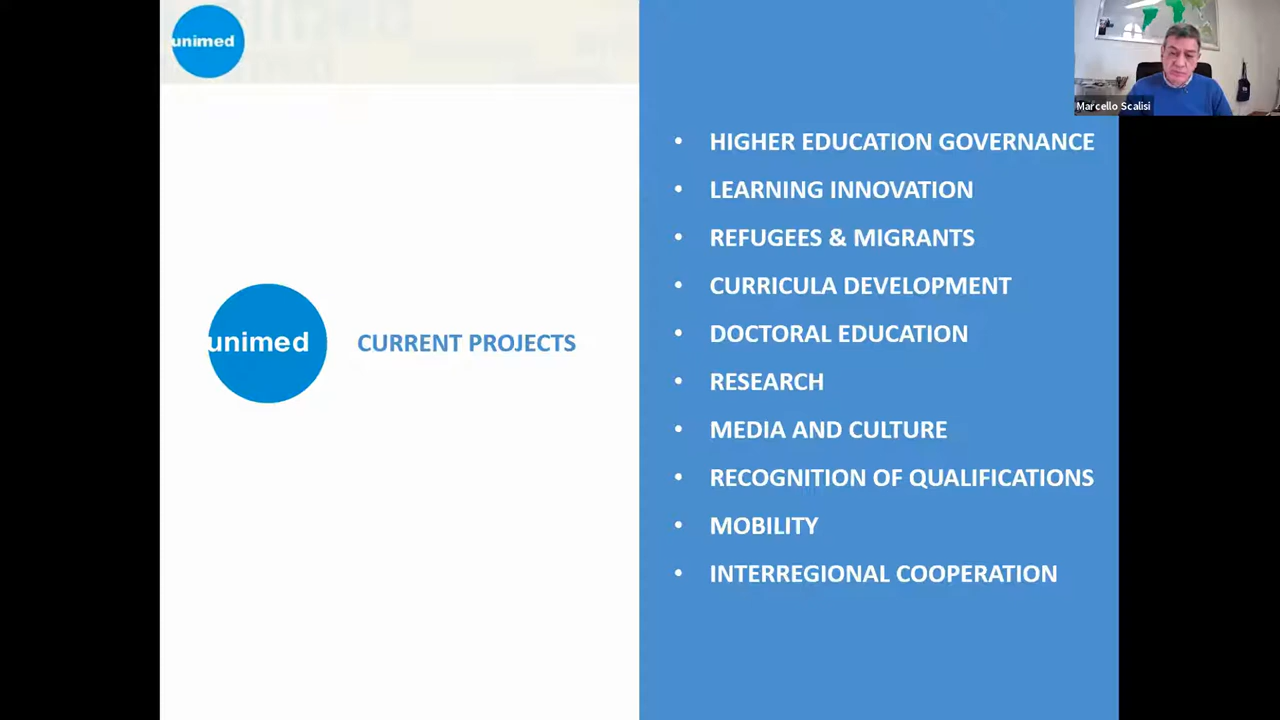 unimed
Marcello Scalisi
unimed
CURRENT PROJECTS
• HIGHER EDUCATION GOVERNANCE
• LEARNING INNOVATION
• REFUGEES & MIGRANTS
• CURRICULA DEVELOPMENT
• DOCTORAL EDUCATION
• RESEARCH
• MEDIA AND CULTURE
• RECOGNITION OF QUALIFICATIONS
• MOBILITY
• INTERREGIONAL COOPERATION